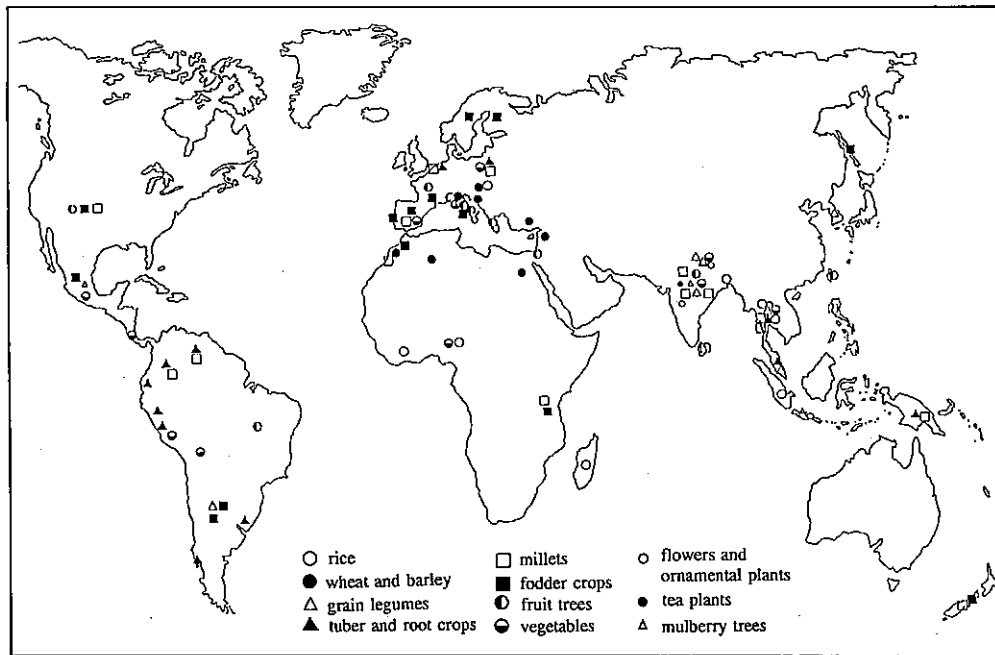 rice
wheat and barley
grain legumes
tuber and root crops
millets
fodder crops
fruit trees
vegetables
flowers and
ornamental plants
tea plants
mulberry trees